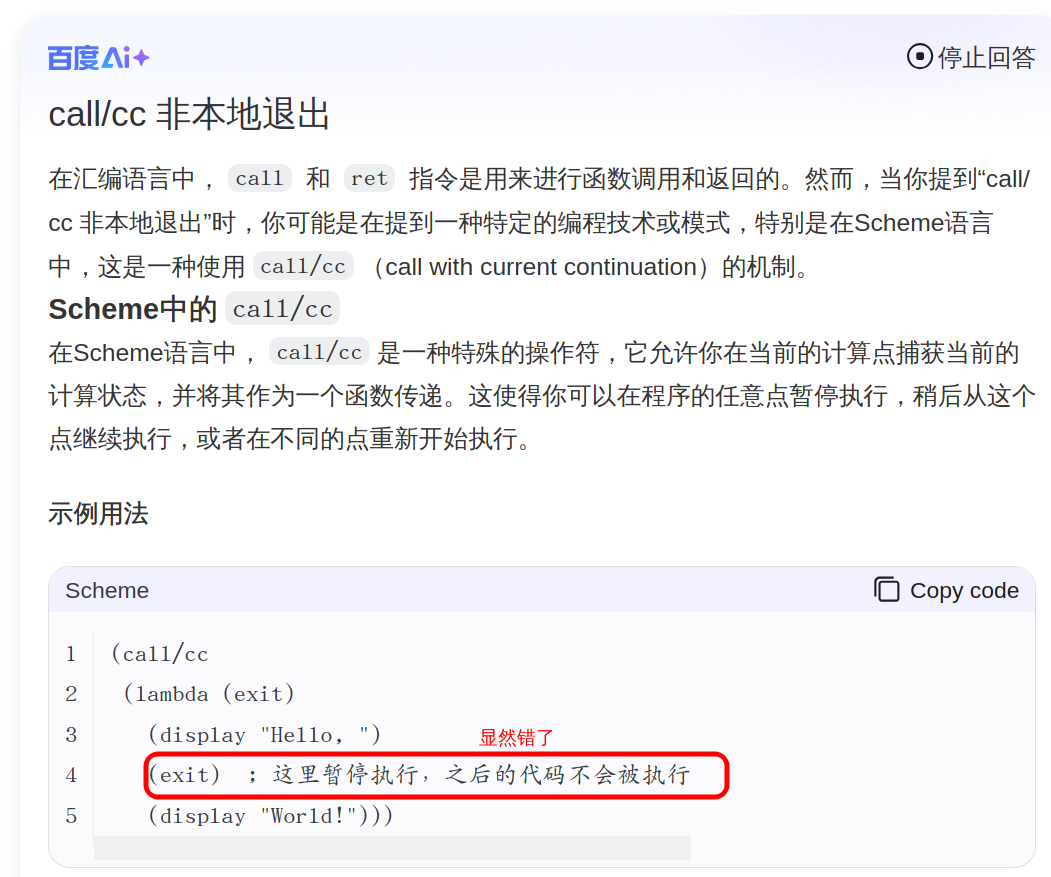 百度Ai
停止回答
call/cc 非本地退出
在汇编语言中， call 和 ret 指令是用来进行函数调用和返回的。然而，当你提到“call/
cc 非本地退出”时，你可能是在提到一种特定的编程技术或模式，特别是在Scheme语言
中，这是一种使用 call/cc （call with current continuation）的机制。
Scheme中的 call/cc
在Scheme语言中， call/cc 是一种特殊的操作符，它允许你在当前的计算点捕获当前的
计算状态，并将其作为一个函数传递。这使得你可以在程序的任意点暂停执行，稍后从这个
点继续执行，或者在不同的点重新开始执行。
示例用法
Scheme
Copy code
1 (call/cc
2 (lambda (exit)
3 (display "Hello, ")
显然错了
4 (exit) ; 这里暂停执行，之后的代码不会被执行
5 (display "World!")))